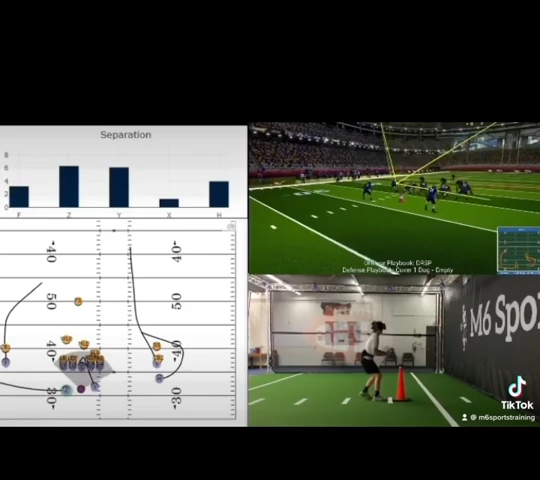 Separation
8
6
4
2
0
F Z Y X H
40 40
50 50
40 40
30 30
Offense Playbook: DRSP
Defense Playbook: Cover 1 Dog - Empty
M6 Spo
TikTok
@ m6sportstraining